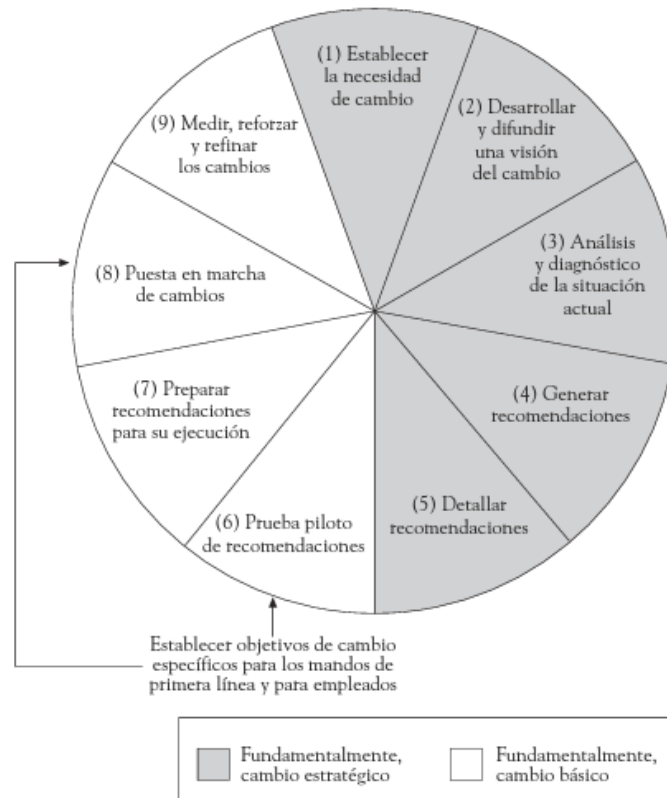 (1) Establecer
la necesidad
de cambio
(2) Desarrollar
y difundir
una visión
del cambio
(3) Análisis
y diagnóstico
de la situación
actual
(4) Generar
recomendaciones
(5) Detallar
recomendaciones
(6) Prueba piloto
de recomendaciones
(7) Preparar
recomendaciones
para su ejecución
(8) Puesta en marcha
de cambios
(9) Medir, reforzar
y refinar
los cambios
Establecer objetivos de cambio
específicos para los mandos de
primera línea y para empleados
Fundamentalmente,
cambio estratégico
Fundamentalmente,
cambio básico